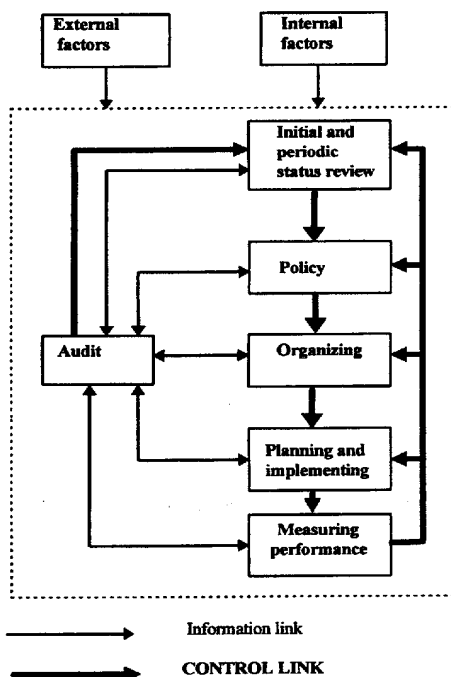 External
factors
Internal
factors
Initial and
periodic
status review
Policy
Audit
Organizing
Planning and
implementing
Measuring
performance
Information link
CONTROL LINK